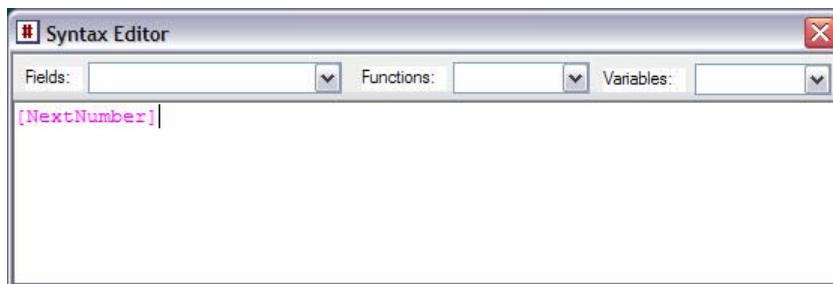 # Syntax Editor
Fields: Functions: Variables:
[NextNumber]